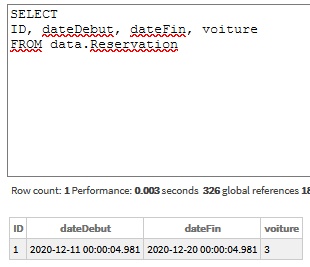 SELECT
ID, dateDebut, dateFin, voiture
FROM data.Reservation
Row count: 1 Performance: 0.003 seconds 326 global references 18
ID dateDebut dateFin voiture
1 2020-12-11 00:00:04.981 2020-12-20 00:00:04.981 3